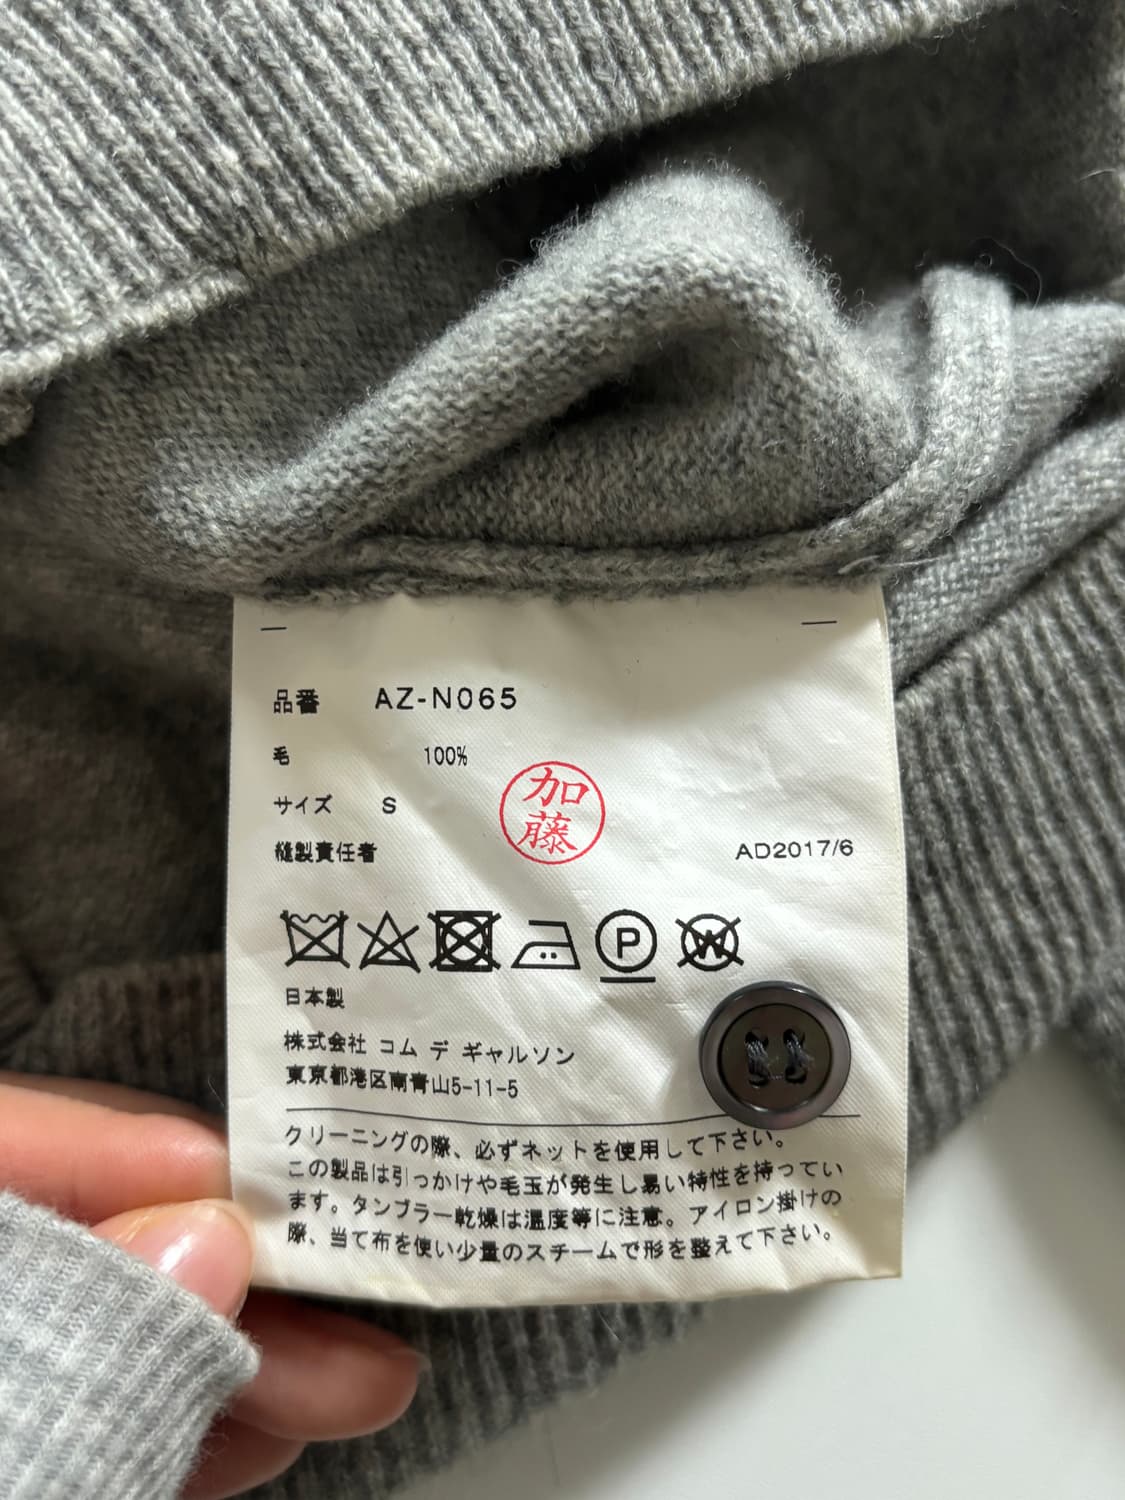 品番 AZ-N065
毛 100%
サイズ S
縫製責任者 加藤 AD2017/6
P W
日本製
株式会社 コム デ ギャルソン
東京都港区南青山5-11-5
クリーニングの際、必ずネットを使用して下さい。
この製品は引っかけや毛玉が発生し易い特性を持ってい
ます。タンブラー乾燥は温度等に注意。アイロン掛けの
際、当て布を使い少量のスチームで形を整えて下さい。